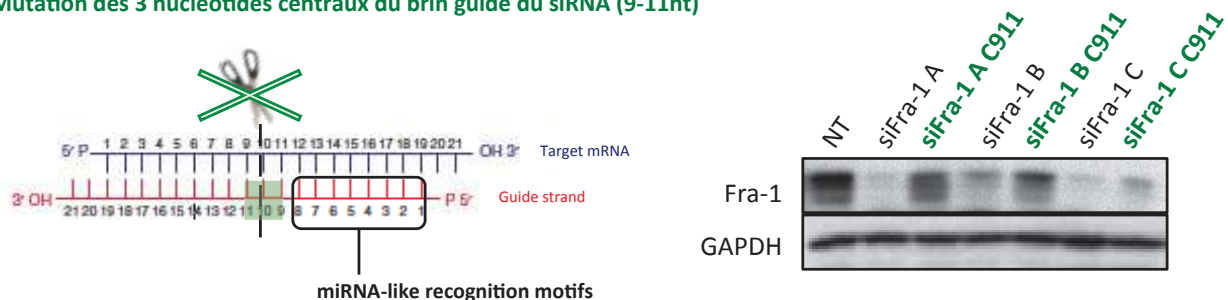 Mutation des 3 nucléotides centraux du brin guide du siRNA (9-11nt)
5' P 1 2 3 4 5 6 7 8 9 10 11 12 13 14 15 16 17 18 19 20 21 OH 3' Target mRNA
3' OH 21 20 19 18 17 16 15 14 13 12 11 10 9 8 7 6 5 4 3 2 1 P 5' Guide strand
miRNA-like recognition motifs
NT
siFra-1 A
siFra-1 A C911
siFra-1 B
siFra-1 B C911
siFra-1 C
siFra-1 C C911
Fra-1
GAPDH